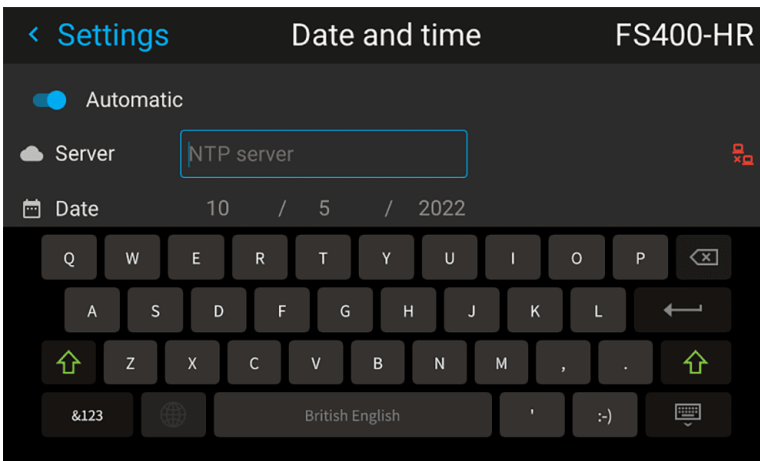 Settings Date and time FS400-HR
Automatic
Server NTP server
Date 10 / 5 / 2022
Q W E R T Y U I O P
A S D F G H J K L
Z X C V B N M , .
&123 British English ' :-)